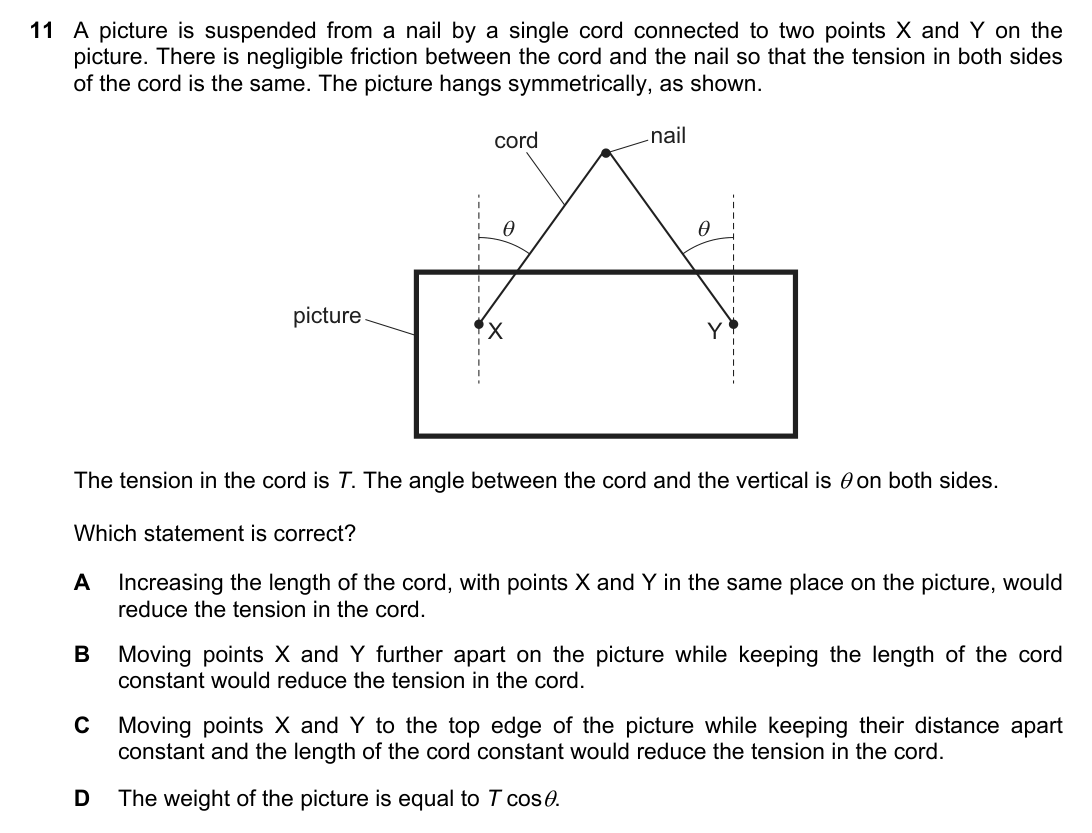 11 A picture is suspended from a nail by a single cord connected to two points X and Y on the
picture. There is negligible friction between the cord and the nail so that the tension in both sides
of the cord is the same. The picture hangs symmetrically, as shown.
cord
nail
θ
θ
picture
X
Y
The tension in the cord is T. The angle between the cord and the vertical is θ on both sides.
Which statement is correct?
A Increasing the length of the cord, with points X and Y in the same place on the picture, would
reduce the tension in the cord.
B Moving points X and Y further apart on the picture while keeping the length of the cord
constant would reduce the tension in the cord.
C Moving points X and Y to the top edge of the picture while keeping their distance apart
constant and the length of the cord constant would reduce the tension in the cord.
D The weight of the picture is equal to T cosθ.